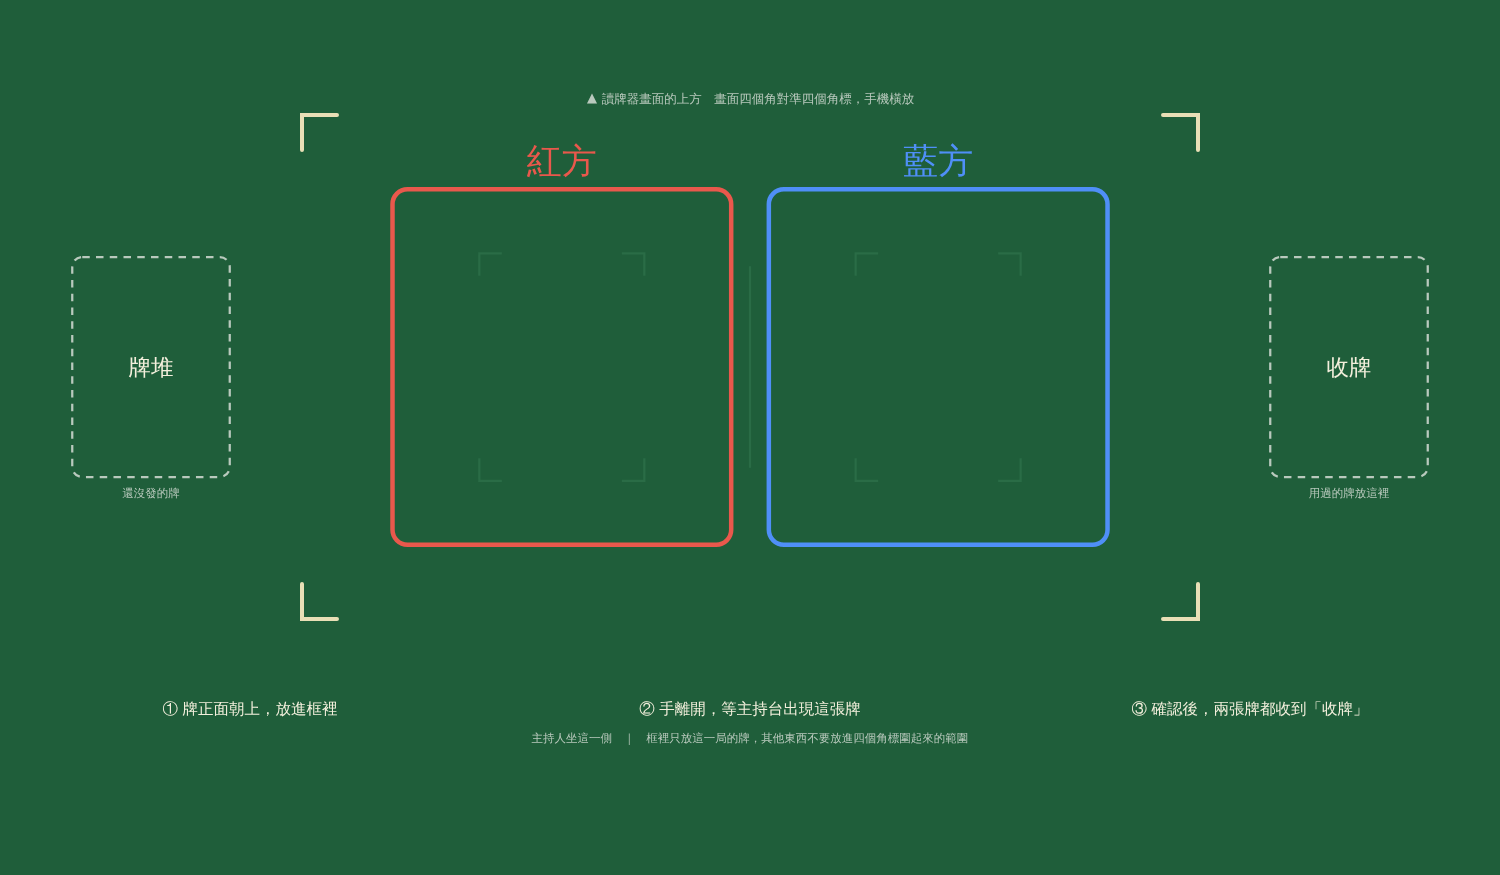 ▲ 讀牌器畫面的上方　畫面四個角對準四個角標，手機橫放
紅方
藍方
牌堆
還沒發的牌
收牌
用過的牌放這裡
① 牌正面朝上，放進框裡
② 手離開，等主持台出現這張牌
③ 確認後，兩張牌都收到「收牌」
主持人坐這一側　｜　框裡只放這一局的牌，其他東西不要放進四個角標圍起來的範圍